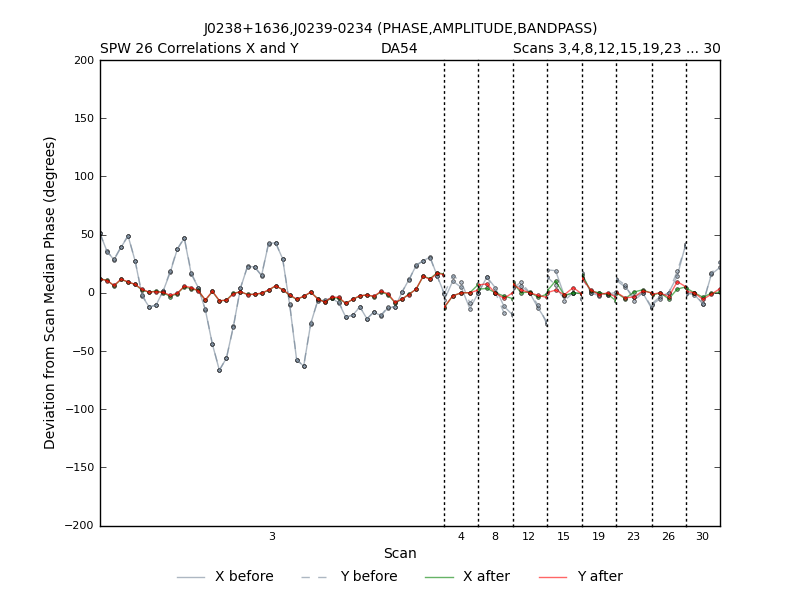 J0238+1636,J0239-0234 (PHASE,AMPLITUDE,BANDPASS)
SPW 26 Correlations X and Y DA54 Scans 3,4,8,12,15,19,23 ... 30
200
150
100
50
0
−50
−100
−150
−200
Deviation from Scan Median Phase (degrees)
3 4 8 12 15 19 23 26 30
Scan
X before Y before X after Y after